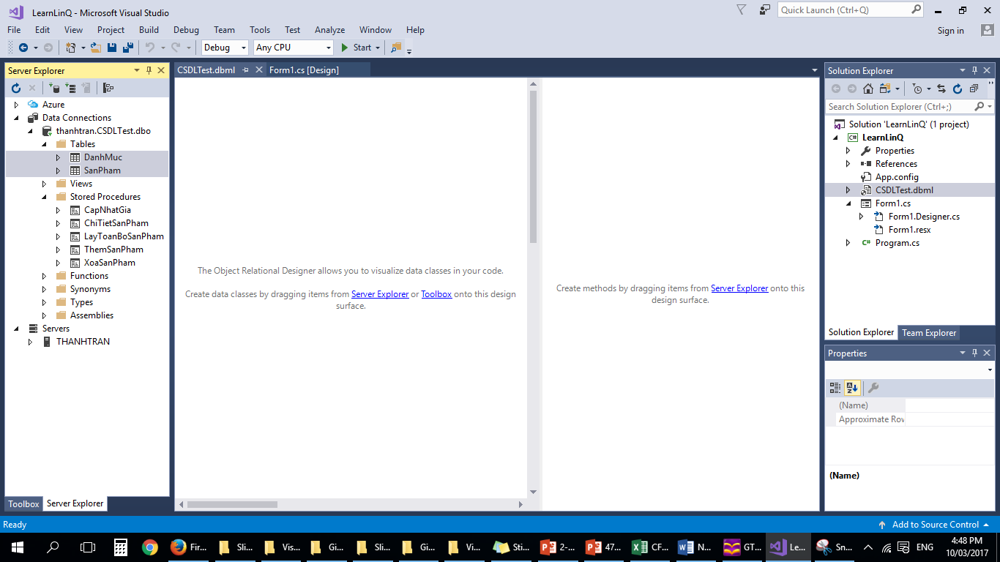 LearnLinQ - Microsoft Visual Studio
Quick Launch (Ctrl+Q)
File Edit View Project Build Debug Team Tools Test Analyze Window Help
Sign in
Debug Any CPU Start
Server Explorer
Azure
Data Connections
thanhtran.CSDLTest.dbo
Tables
DanhMuc
SanPham
Views
Stored Procedures
CapNhatGia
ChiTietSanPham
LayToanBoSanPham
ThemSanPham
XoaSanPham
Functions
Synonyms
Types
Assemblies
Servers
THANHTRAN
Toolbox Server Explorer
CSDLTest.dbml Form1.cs [Design]
The Object Relational Designer allows you to visualize data classes in your code.
Create data classes by dragging items from Server Explorer or Toolbox onto this design
surface.
Create methods by dragging items from Server Explorer onto this
design surface.
Solution Explorer
Search Solution Explorer (Ctrl+;)
Solution 'LearnLinQ' (1 project)
C# LearnLinQ
Properties
References
App.config
CSDLTest.dbml
Form1.cs
Form1.Designer.cs
Form1.resx
C# Program.cs
Solution Explorer Team Explorer
Properties
(Name)
Approximate Rov
(Name)
Ready
Add to Source Control
Fir... Sli... Vis... Gi... Sli... Gi... Vi... Sti... 2-... 47... CF... N... GT... Le... Sn...
ENG
4:48 PM
10/03/2017